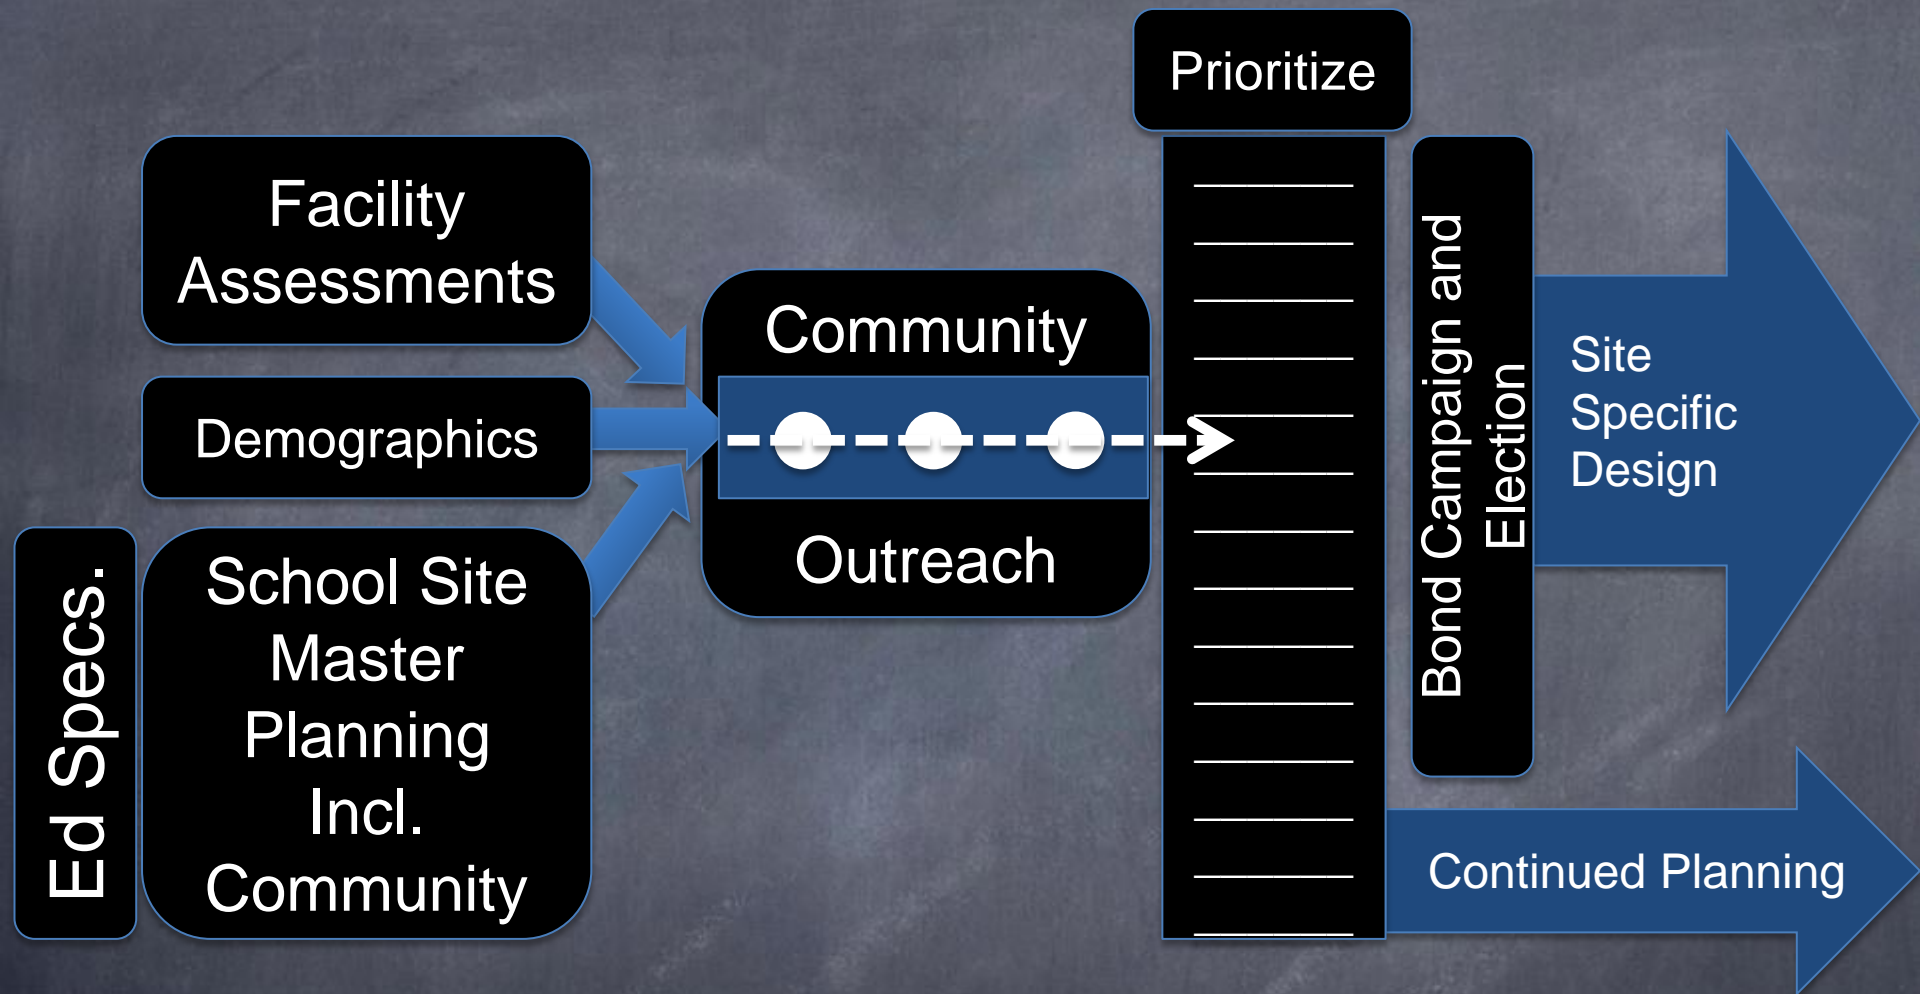 Prioritize
Facility
Assessments
Demographics
Ed Specs.
School Site
Master
Planning
Incl.
Community
Community
Outreach
Bond Campaign and
Election
Site
Specific
Design
Continued Planning